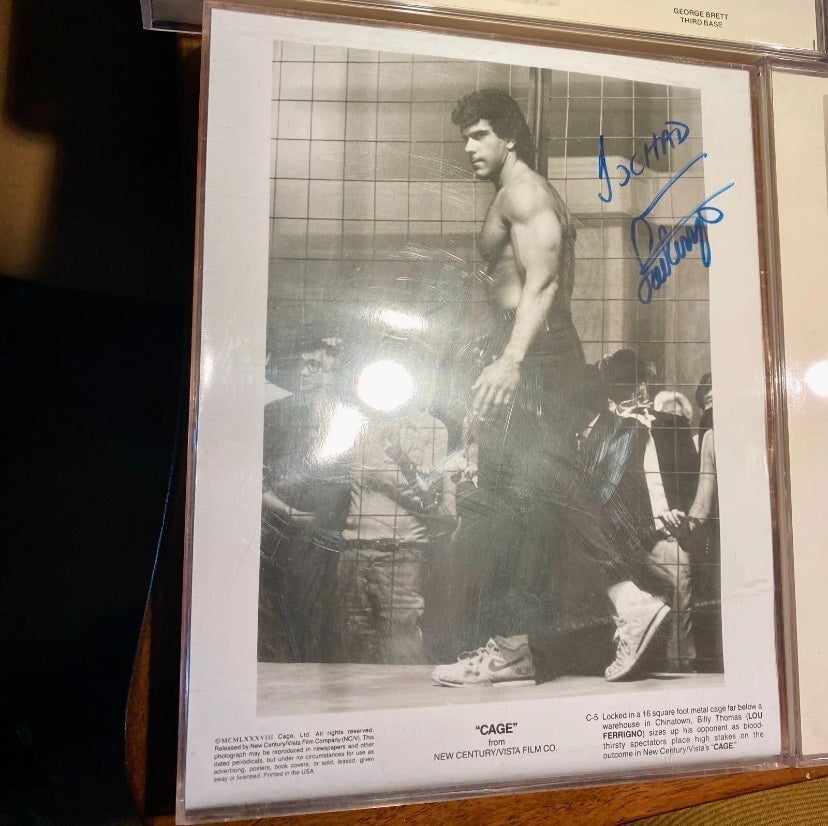 GEORGE BRETT
THIRD BASE
To CHAD
©MCMLXXXVIII Cage, Ltd. All rights reserved.
Released by New Century/Vista Film Company (NC/V). This
photograph may be reproduced in newspapers and other
dated periodicals, but under no circumstances for use as
advertising, posters, book covers, or sold, leased, given
away or licensed. Printed in the USA.
"CAGE"
from
NEW CENTURY/VISTA FILM CO.
C-5 Locked in a 16 square foot metal cage far below a
warehouse in Chinatown, Billy Thomas (LOU
FERRIGNO) sizes up his opponent as blood-
thirsty spectators place high stakes on the
outcome in New Century/Vista's "CAGE."